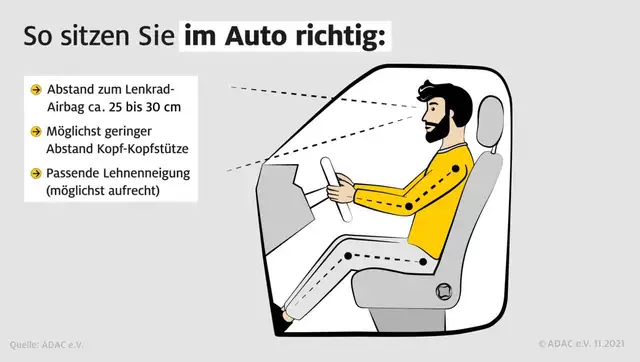 So sitzen Sie im Auto richtig:
Abstand zum Lenkrad-
Airbag ca. 25 bis 30 cm
Möglichst geringer
Abstand Kopf-Kopfstütze
Passende Lehnenneigung
(möglichst aufrecht)
Quelle: ADAC e.V.
© ADAC e.V. 11.2021